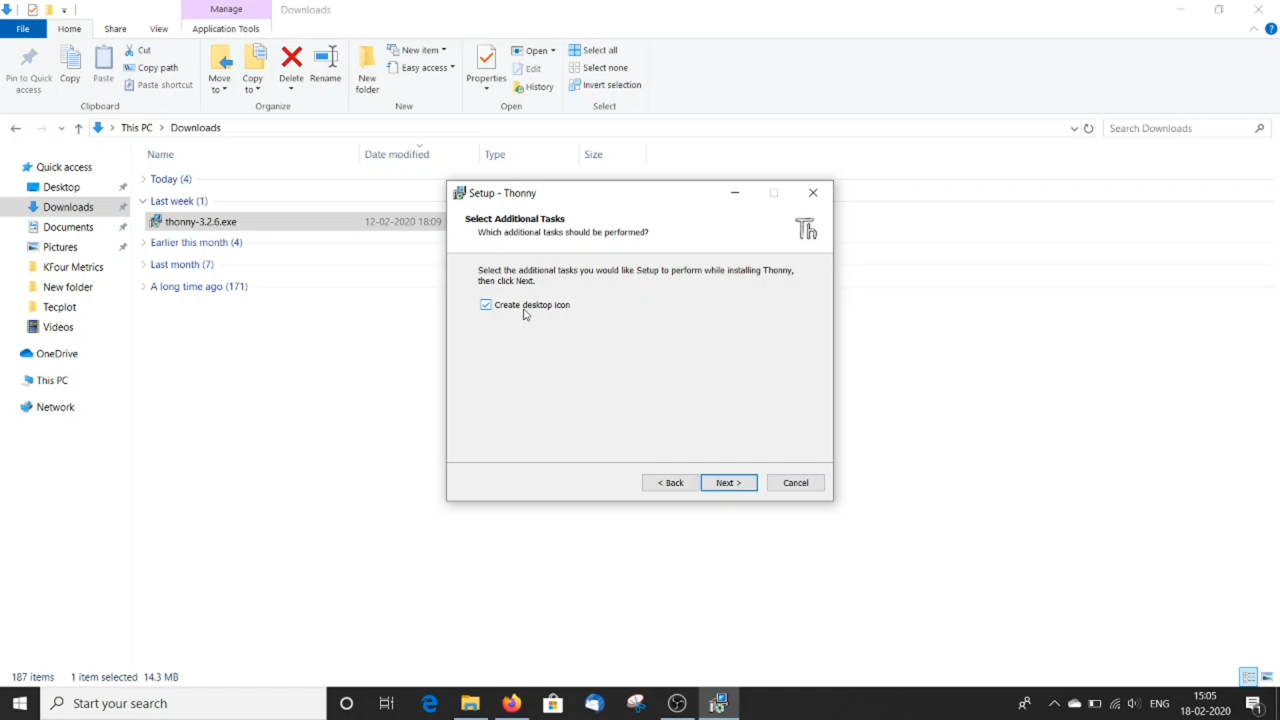 Manage
Downloads
File
Home
Share
View
Application Tools
Pin to Quick
access
Copy
Paste
Cut
Copy path
Paste shortcut
Clipboard
Move
to
Copy
to
Delete
Rename
Organize
New
folder
New item
Easy access
New
Properties
Open
Edit
History
Open
Select all
Select none
Invert selection
Select
This PC
Downloads
Search Downloads
Name
Date modified
Type
Size
Quick access
Desktop
Downloads
Documents
Pictures
KFour Metrics
New folder
Tecplot
Videos
OneDrive
This PC
Network
Today (4)
Last week (1)
thonny-3.2.6.exe
12-02-2020 18:09
Earlier this month (4)
Last month (7)
A long time ago (171)
Setup - Thonny
Select Additional Tasks
Which additional tasks should be performed?
Th
Select the additional tasks you would like Setup to perform while installing Thonny,
then click Next.
Create desktop icon
< Back
Next >
Cancel
187 items
1 item selected 14.3 MB
Start your search
ENG
15:05
18-02-2020
1